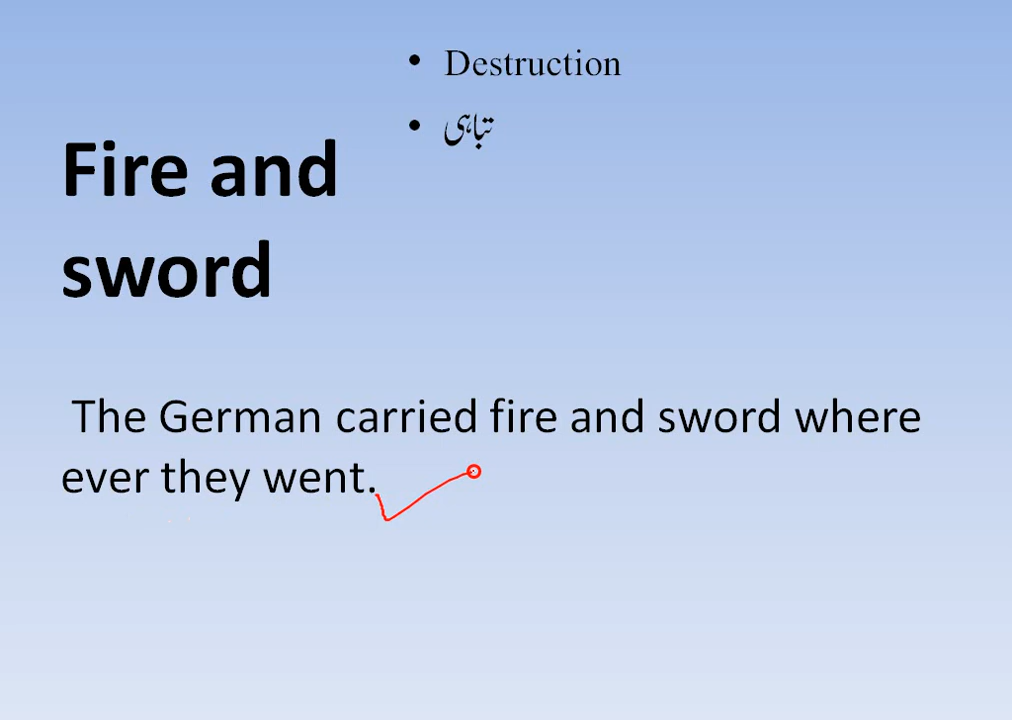 • Destruction
• تباہی
Fire and
sword
The German carried fire and sword where
ever they went.